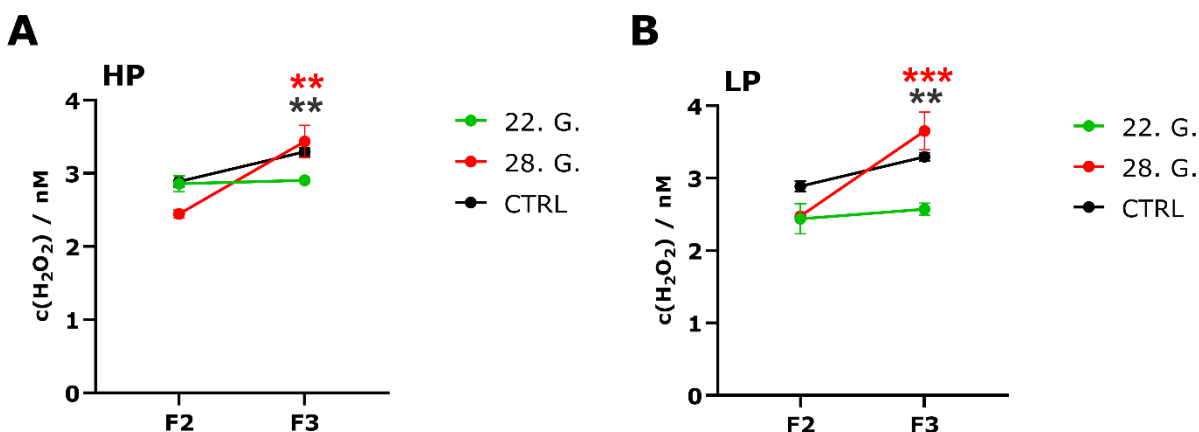 A
HP
**
**
c(H₂O₂) / nM
4
3
2
1
0
F2
F3
22. G.
28. G.
CTRL
B
LP
***
**
c(H₂O₂) / nM
4
3
2
1
0
F2
F3
22. G.
28. G.
CTRL